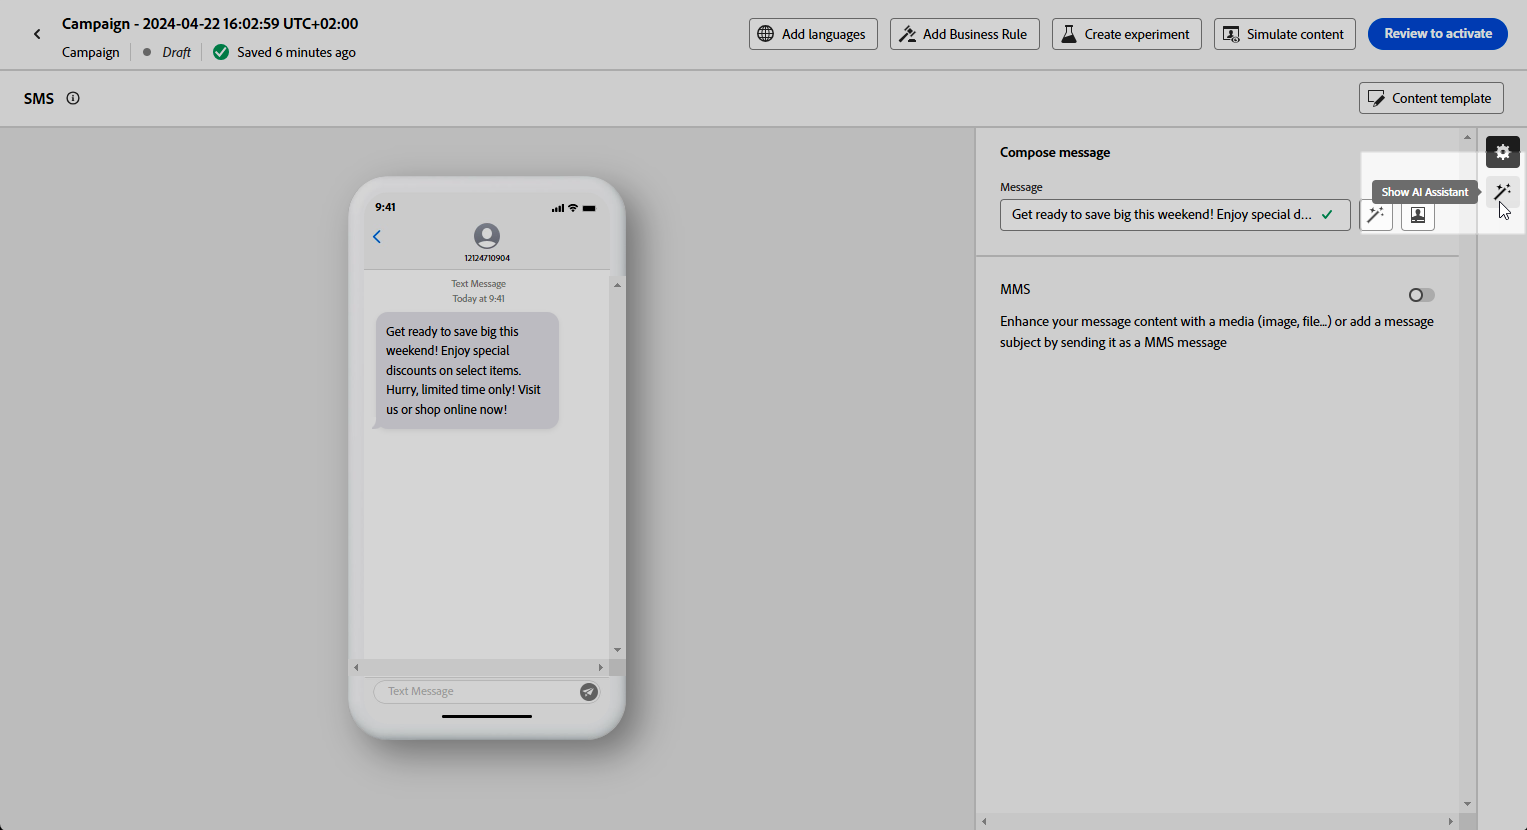 Campaign - 2024-04-22 16:02:59 UTC+02:00
Campaign
Draft
Saved 6 minutes ago
Add languages
Add Business Rule
Create experiment
Simulate content
Review to activate
SMS
Content template
9:41
12124710904
Text Message
Today at 9:41
Get ready to save big this
weekend! Enjoy special
discounts on select items.
Hurry, limited time only! Visit
us or shop online now!
Text Message
Compose message
Message
Get ready to save big this weekend! Enjoy special d...
Show AI Assistant
MMS
Enhance your message content with a media (image, file...) or add a message
subject by sending it as a MMS message